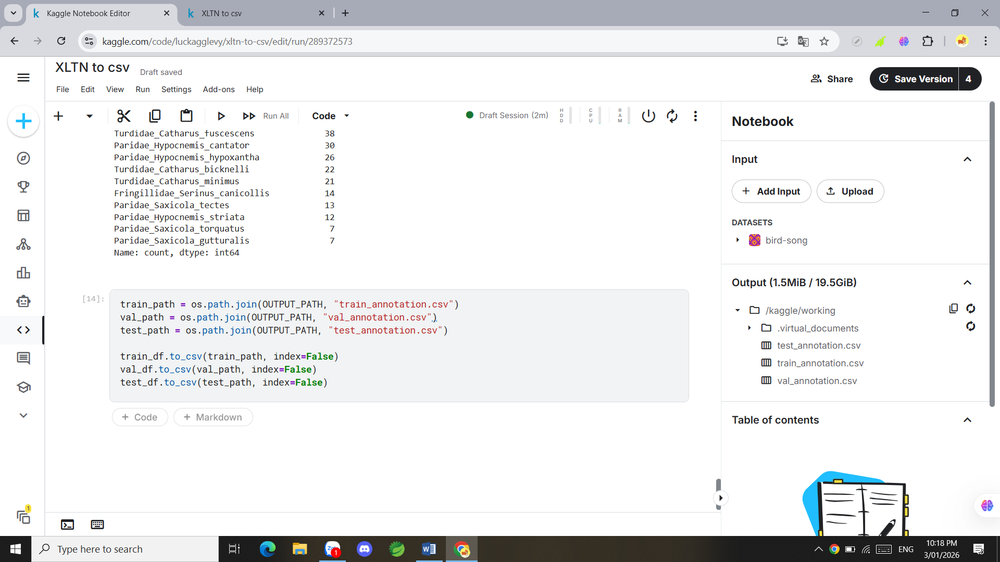 Kaggle Notebook Editor
XLTN to csv
kaggle.com/code/luckagglevy/xltn-to-csv/edit/run/289372573
XLTN to csv
Draft saved
File Edit View Run Settings Add-ons Help
Share
Save Version
4
Run All
Code
Draft Session (2m)
HDD
CPU
RAM
Turdidae_Catharus_fuscescens 38
Paridae_Hypocnemis_cantator 30
Paridae_Hypocnemis_hypoxantha 26
Turdidae_Catharus_bicknelli 22
Turdidae_Catharus_minimus 21
Fringillidae_Serinus_canicollis 14
Paridae_Saxicola_tectes 13
Paridae_Hypocnemis_striata 12
Paridae_Saxicola_torquatus 7
Paridae_Saxicola_gutturalis 7
Name: count, dtype: int64
[14]:
train_path = os.path.join(OUTPUT_PATH, "train_annotation.csv")
val_path = os.path.join(OUTPUT_PATH, "val_annotation.csv")
test_path = os.path.join(OUTPUT_PATH, "test_annotation.csv")
train_df.to_csv(train_path, index=False)
val_df.to_csv(val_path, index=False)
test_df.to_csv(test_path, index=False)
+ Code
+ Markdown
Notebook
Input
+ Add Input
Upload
DATASETS
bird-song
Output (1.5MiB / 19.5GiB)
/kaggle/working
.virtual_documents
test_annotation.csv
train_annotation.csv
val_annotation.csv
Table of contents
1
Type here to search
Zalo
1
ENG
10:18 PM
3/01/2026